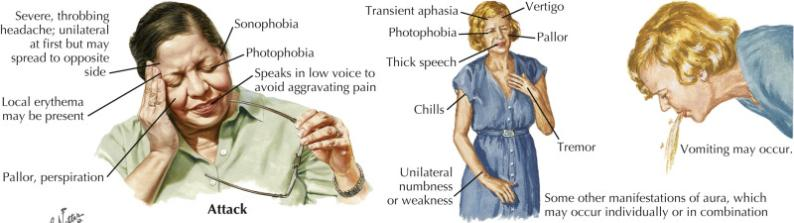 Severe, throbbing
headache; unilateral
at first but may
spread to opposite
side
Local erythema
may be present
Pallor, perspiration
Sonophobia
Photophobia
Speaks in low voice to
avoid aggravating pain
Attack
Transient aphasia
Photophobia
Thick speech
Chills
Unilateral
numbness
or weakness
Vertigo
Pallor
Tremor
Vomiting may occur.
Some other manifestations of aura, which
may occur individually or in combination